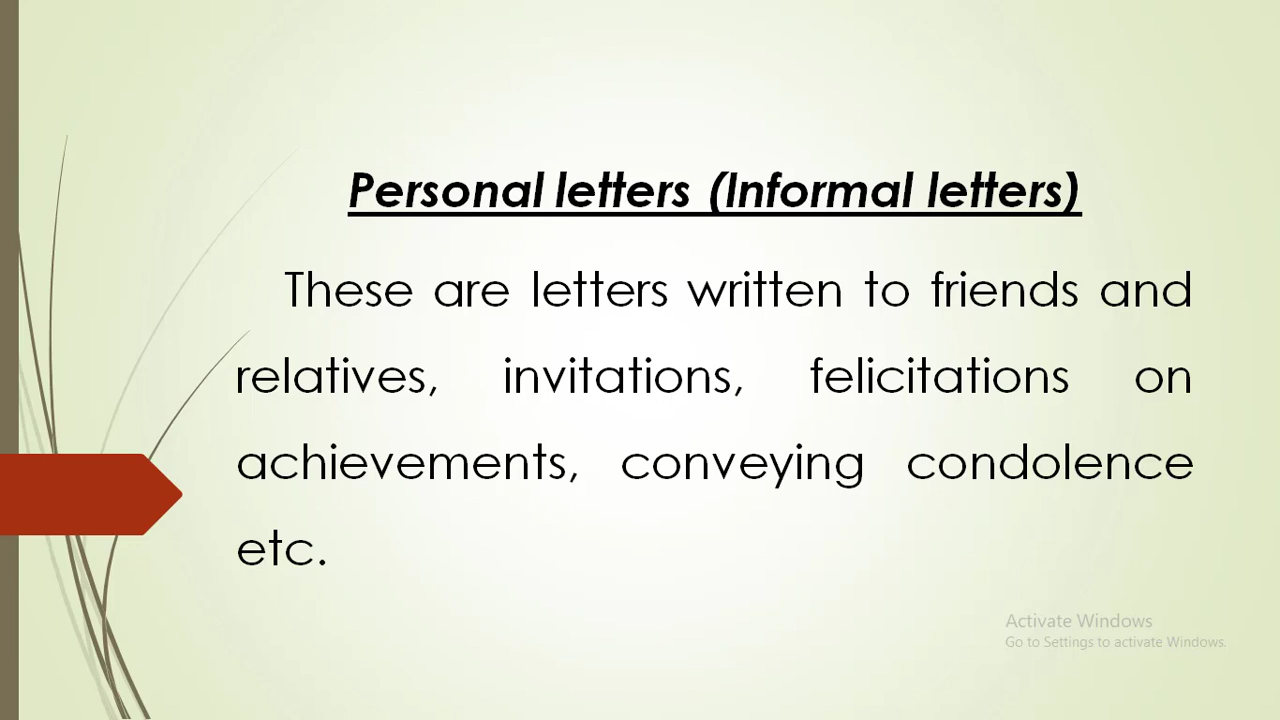 Personal letters (Informal letters)
These are letters written to friends and
relatives, invitations, felicitations on
achievements, conveying condolence
etc.
Activate Windows
Go to Settings to activate Windows.